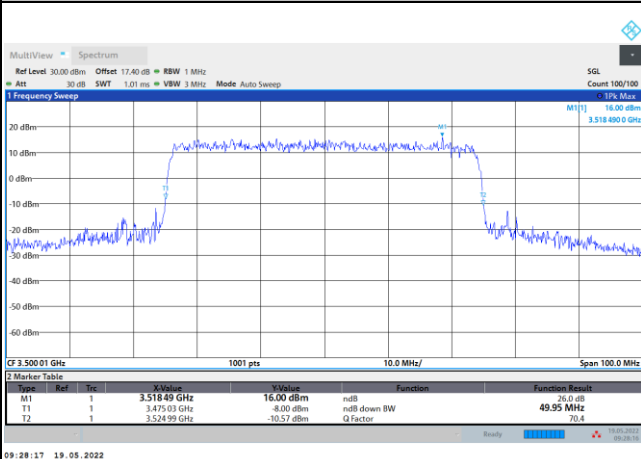 MultiView Spectrum
Ref Level 30.00 dBm Offset 17.40 dB RBW 1 MHz SGL
Att 30 dB SWT 1.01 ms VBW 3 MHz Mode Auto Sweep Count 100/100
1 Frequency Sweep 1Pk Max
M1[1] 16.00 dBm
3.518 490 0 GHz
M1
20 dBm
10 dBm
0 dBm
T1
T2
-10 dBm
-20 dBm
-30 dBm
-40 dBm
-50 dBm
-60 dBm
CF 3.500 01 GHz 1001 pts 10.0 MHz/ Span 100.0 MHz
2 Marker Table
Type Ref Trc X-Value Y-Value Function Function Result
M1 1 3.518 49 GHz 16.00 dBm ndB 26.0 dB
T1 1 3.475 03 GHz -8.00 dBm ndB down BW 49.95 MHz
T2 1 3.524 99 GHz -10.57 dBm Q Factor 70.4
Ready 19.05.2022
09:28:16
09:28:17 19.05.2022